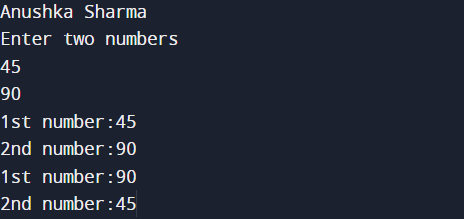 Anushka Sharma
Enter two numbers
45
90
1st number:45
2nd number:90
1st number:90
2nd number:45